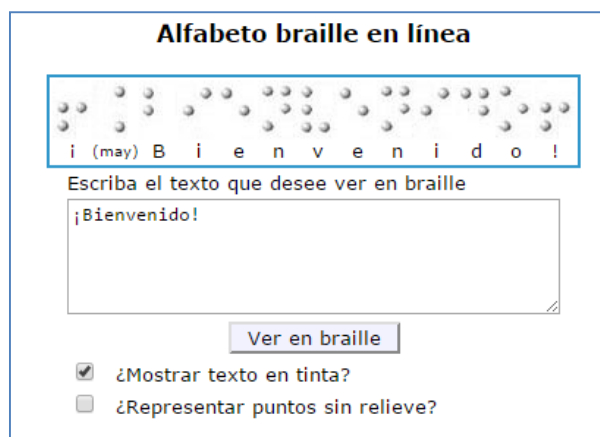 Alfabeto braille en línea
¡ (may) B i e n v e n i d o !
Escriba el texto que desee ver en braille
¡Bienvenido!
Ver en braille
¿Mostrar texto en tinta?
¿Representar puntos sin relieve?